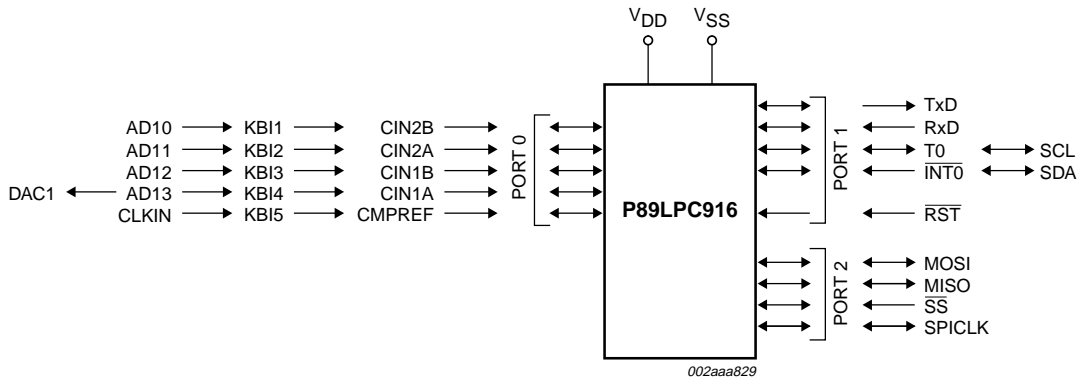 VDD VSS
AD10 KBI1 CIN2B TxD
AD11 KBI2 CIN2A RxD
AD12 KBI3 CIN1B T0 SCL
DAC1 AD13 KBI4 CIN1A INT0 SDA
CLKIN KBI5 CMPREF RST
PORT 0
P89LPC916
PORT 1
PORT 2
MOSI
MISO
SS
SPICLK
002aaa829